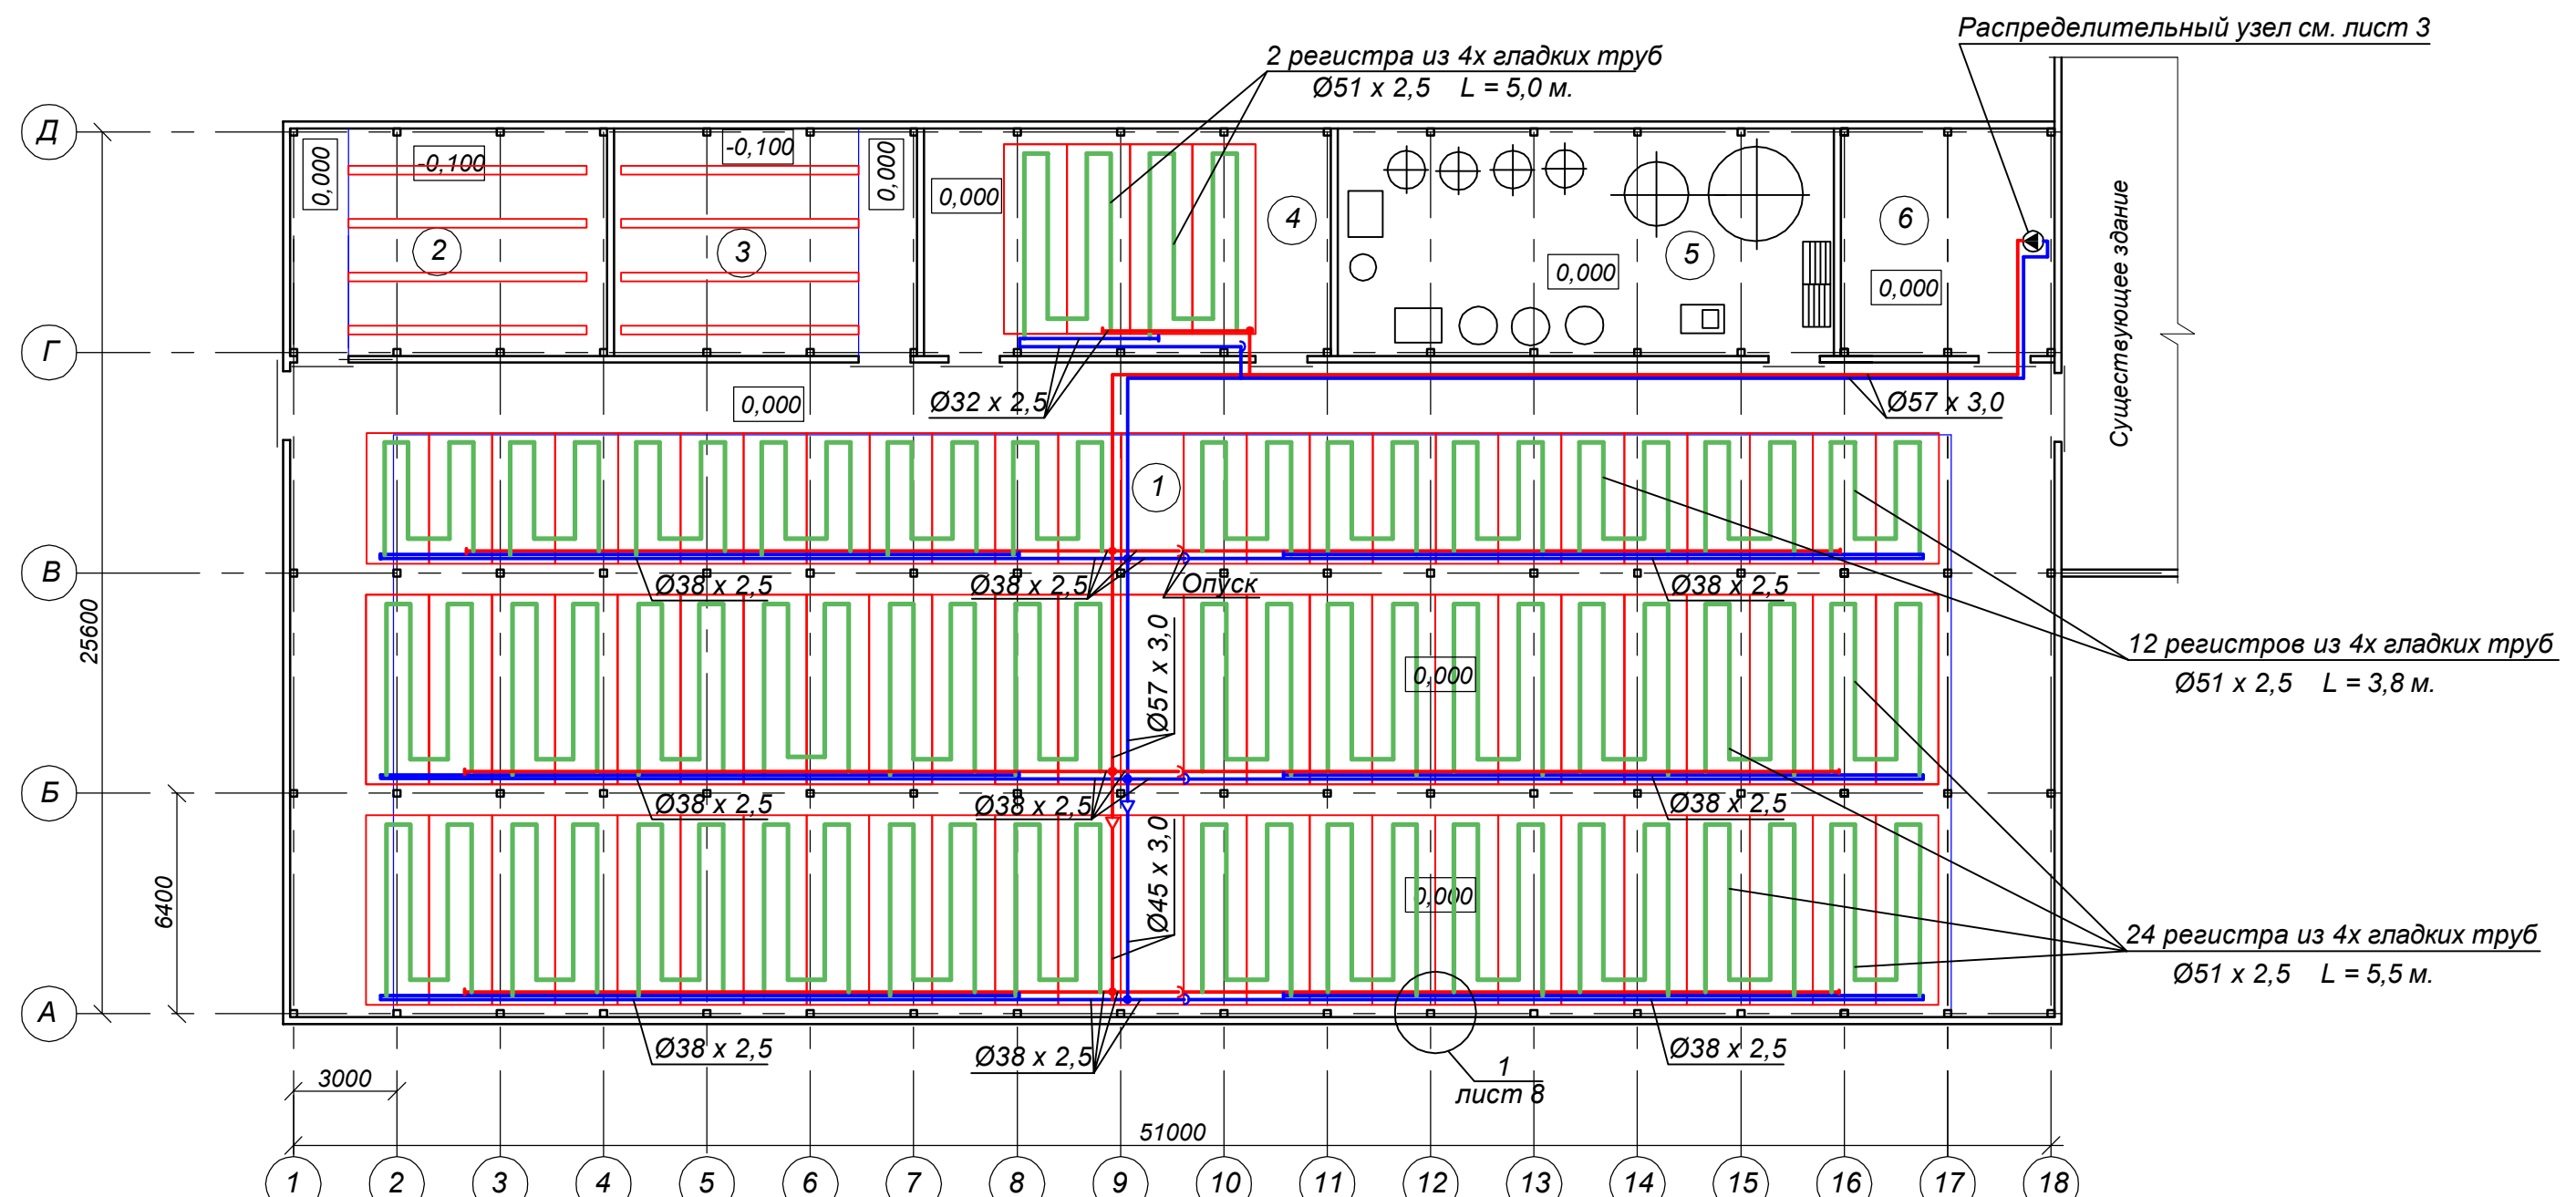 Распределительный узел см. лист 3
2 регистра из 4х гладких труб
Ø51 x 2,5 L = 5,0 м.
Д
0,000
-0,100
-0,100
0,000
0,000
2
3
4
5
6
0,000
0,000
Существующее здание
Г
0,000
Ø32 x 2,5
Ø57 x 3,0
1
В
Ø38 x 2,5
Ø38 x 2,5
Опуск
Ø38 x 2,5
25600
Ø57 x 3,0
0,000
12 регистров из 4х гладких труб
Ø51 x 2,5 L = 3,8 м.
Б
Ø38 x 2,5
Ø38 x 2,5
Ø38 x 2,5
6400
Ø45 x 3,0
0,000
24 регистра из 4х гладких труб
Ø51 x 2,5 L = 5,5 м.
А
Ø38 x 2,5
Ø38 x 2,5
Ø38 x 2,5
1
лист 8
3000
51000
1 2 3 4 5 6 7 8 9 10 11 12 13 14 15 16 17 18